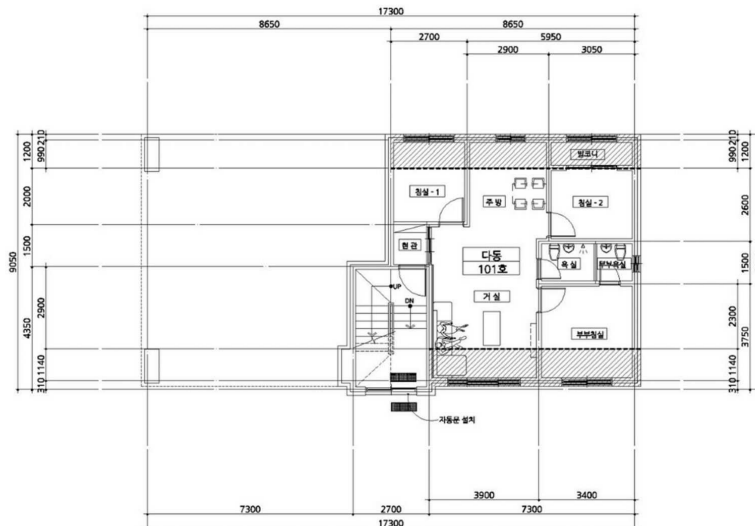 17300
8650 8650
2700 5950
2900 3050
210
990
1200
2000
1500
9050
2900
4350
1140
310
210
990
1200
2600
1500
2300
3750
1140
310
발코니
침실 - 1
주 방
침실 - 2
현 관
다동
101호
욕 실
부부욕실
UP
DN
거 실
부부침실
자동문 설치
3900 3400
7300 2700 7300
17300